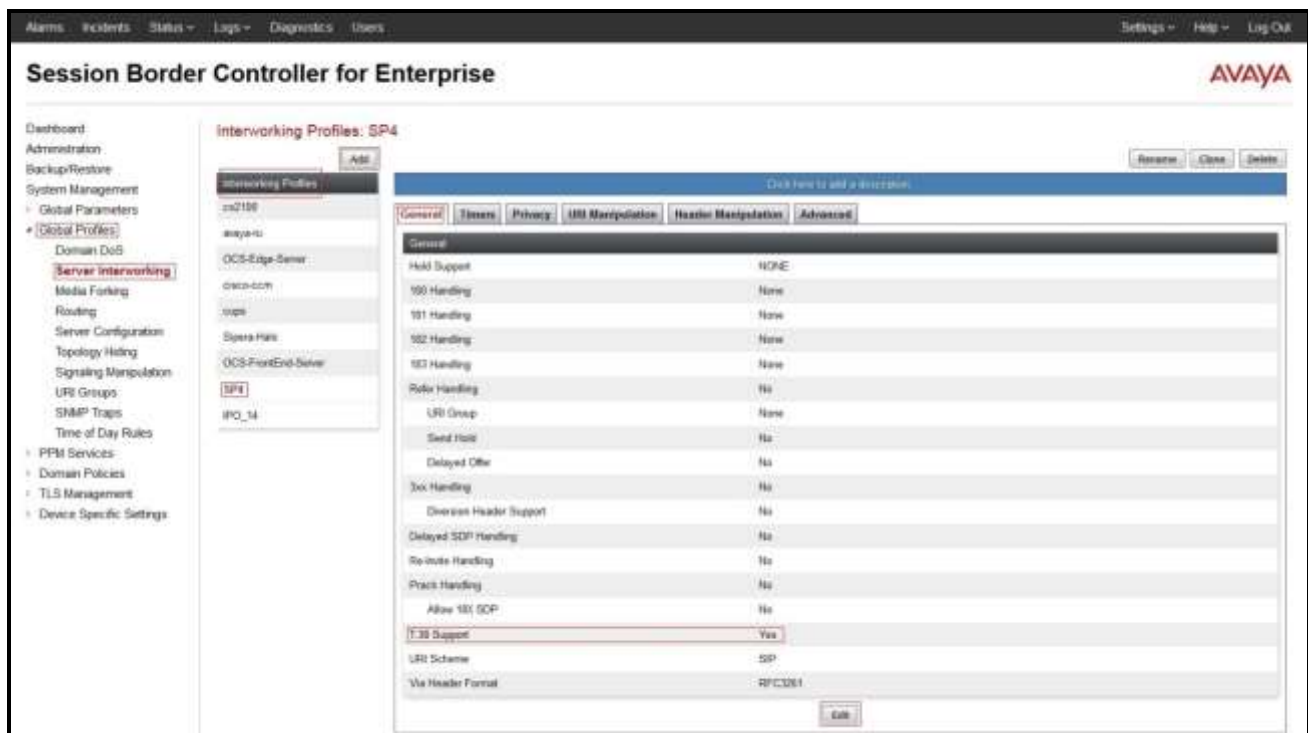 Alarms Incidents Status Logs Diagnostics Users Settings Help Log Out
Session Border Controller for Enterprise AVAYA
Dashboard
Administration
Backup/Restore
System Management
Global Parameters
Global Profiles
Domain DoS
Server Interworking
Media Forking
Routing
Server Configuration
Topology Hiding
Signaling Manipulation
URI Groups
SNMP Traps
Time of Day Rules
PPM Services
Domain Policies
TLS Management
Device Specific Settings
Interworking Profiles: SP4
Add
Rename Clone Delete
Interworking Profiles
cs2100
avaya-ru
OCS-Edge-Server
cisco-ccm
cups
Sipera-Halo
OCS-FrontEnd-Server
SP4
IPO_14
Click here to add a description.
General Timers Privacy URI Manipulation Header Manipulation Advanced
General
Hold Support NONE
180 Handling None
181 Handling None
182 Handling None
183 Handling None
Refer Handling No
URI Group None
Send Hold No
Delayed Offer No
3xx Handling No
Diversion Header Support No
Delayed SDP Handling No
Re-Invite Handling No
Prack Handling No
Allow 18X SDP No
T.38 Support Yes
URI Scheme SIP
Via Header Format RFC3261
Edit